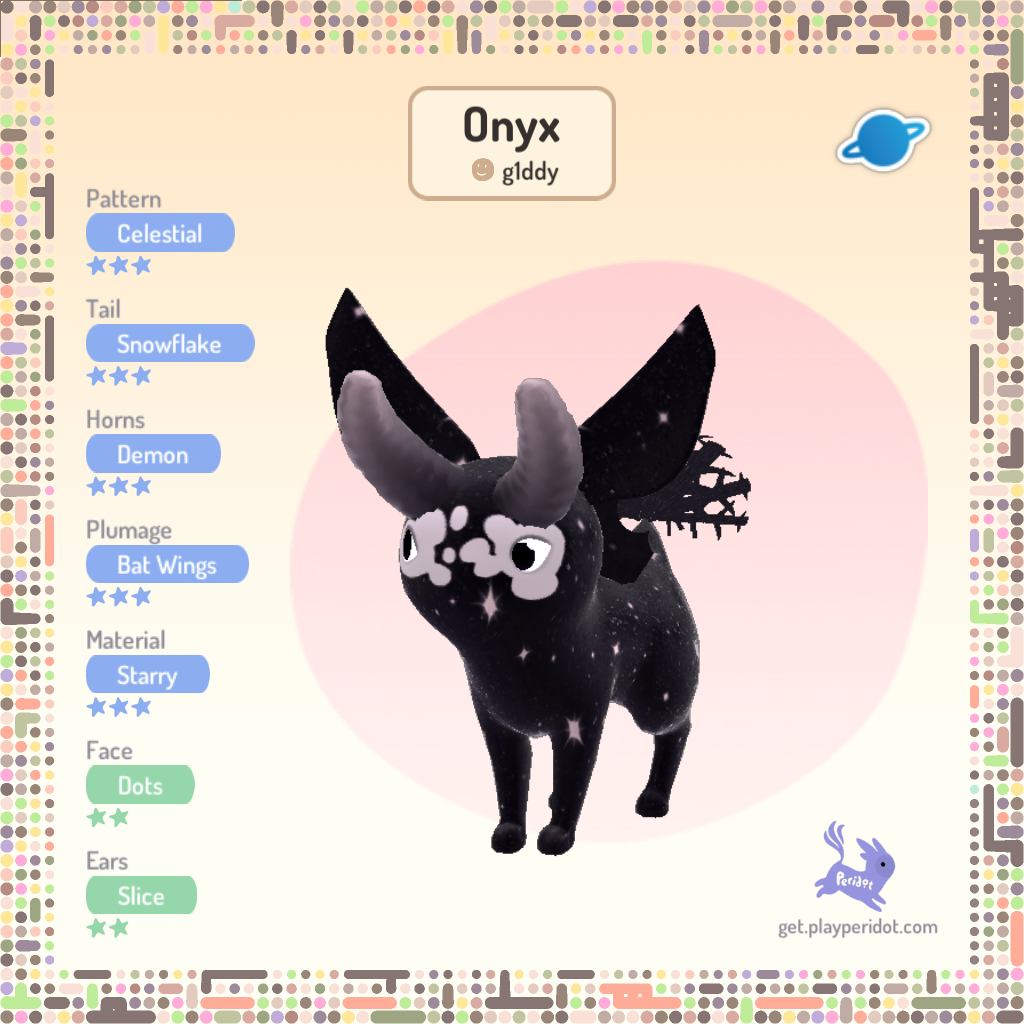 Onyx
g1ddy
Pattern
Celestial
Tail
Snowflake
Horns
Demon
Plumage
Bat Wings
Material
Starry
Face
Dots
Ears
Slice
Peridot
get.playperidot.com